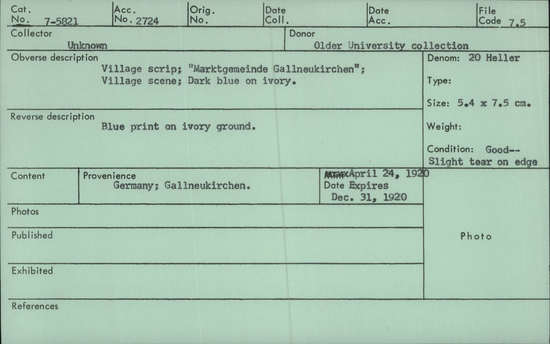 Cat. No. 7-5821 Acc. No. 2724 Orig. No. Date Coll. Date Acc. File Code 7.5
Collector Donor
Unknown Older University collection
Obverse description Denom: 20 Heller
Village scrip; "Marktgemeinde Gallneukirchen";
Village scene; Dark blue on ivory. Type:
Size: 5.4 x 7.5 cm.
Reverse description
Blue print on ivory ground. Weight:
Condition: Good--
Slight tear on edge
Content Provenience April 24, 1920
Germany; Gallneukirchen. Date Expires
Dec. 31, 1920
Photos
Published Photo
Exhibited
References